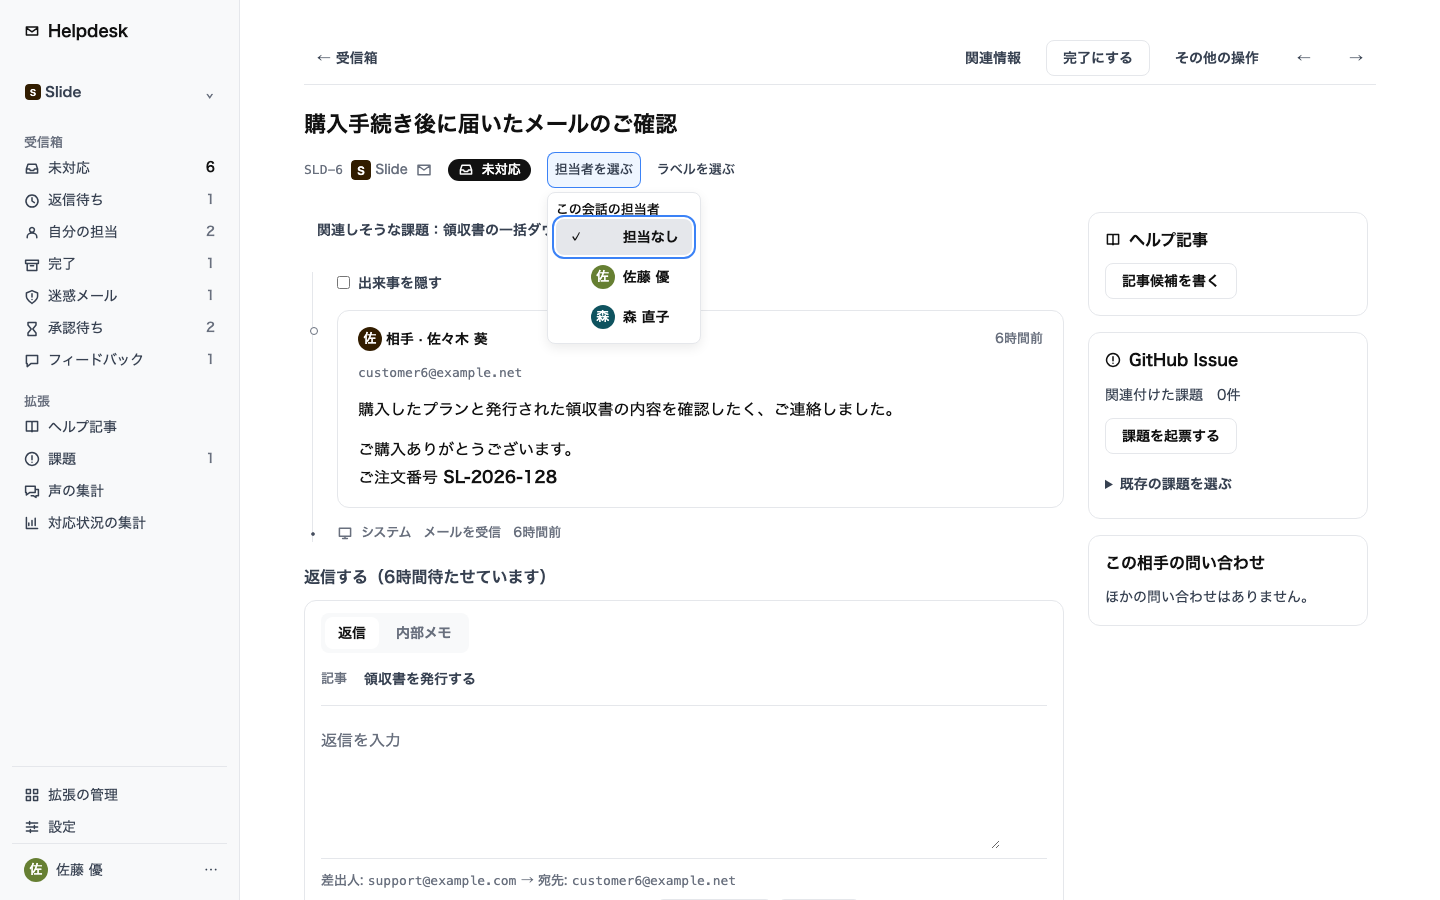 Helpdesk
S Slide
受信箱
未対応 6
返信待ち 1
自分の担当 2
完了 1
迷惑メール 1
承認待ち 2
フィードバック 1
拡張
ヘルプ記事
課題 1
声の集計
対応状況の集計
拡張の管理
設定
佐 佐藤 優 …
← 受信箱
関連情報 完了にする その他の操作 ← →
購入手続き後に届いたメールのご確認
SLD-6 S Slide 未対応 担当者を選ぶ ラベルを選ぶ
この会話の担当者
✓ 担当なし
佐 佐藤 優
森 森 直子
関連しそうな課題：領収書の一括
出来事を隠す
佐 相手 · 佐々木 葵 6時間前
customer6@example.net
購入したプランと発行された領収書の内容を確認したく、ご連絡しました。
ご購入ありがとうございます。
ご注文番号 SL-2026-128
システム メールを受信 6時間前
返信する（6時間待たせています）
返信 内部メモ
記事 領収書を発行する
返信を入力
差出人: support@example.com → 宛先: customer6@example.net
ヘルプ記事
記事候補を書く
GitHub Issue
関連付けた課題 0件
課題を起票する
▶ 既存の課題を選ぶ
この相手の問い合わせ
ほかの問い合わせはありません。